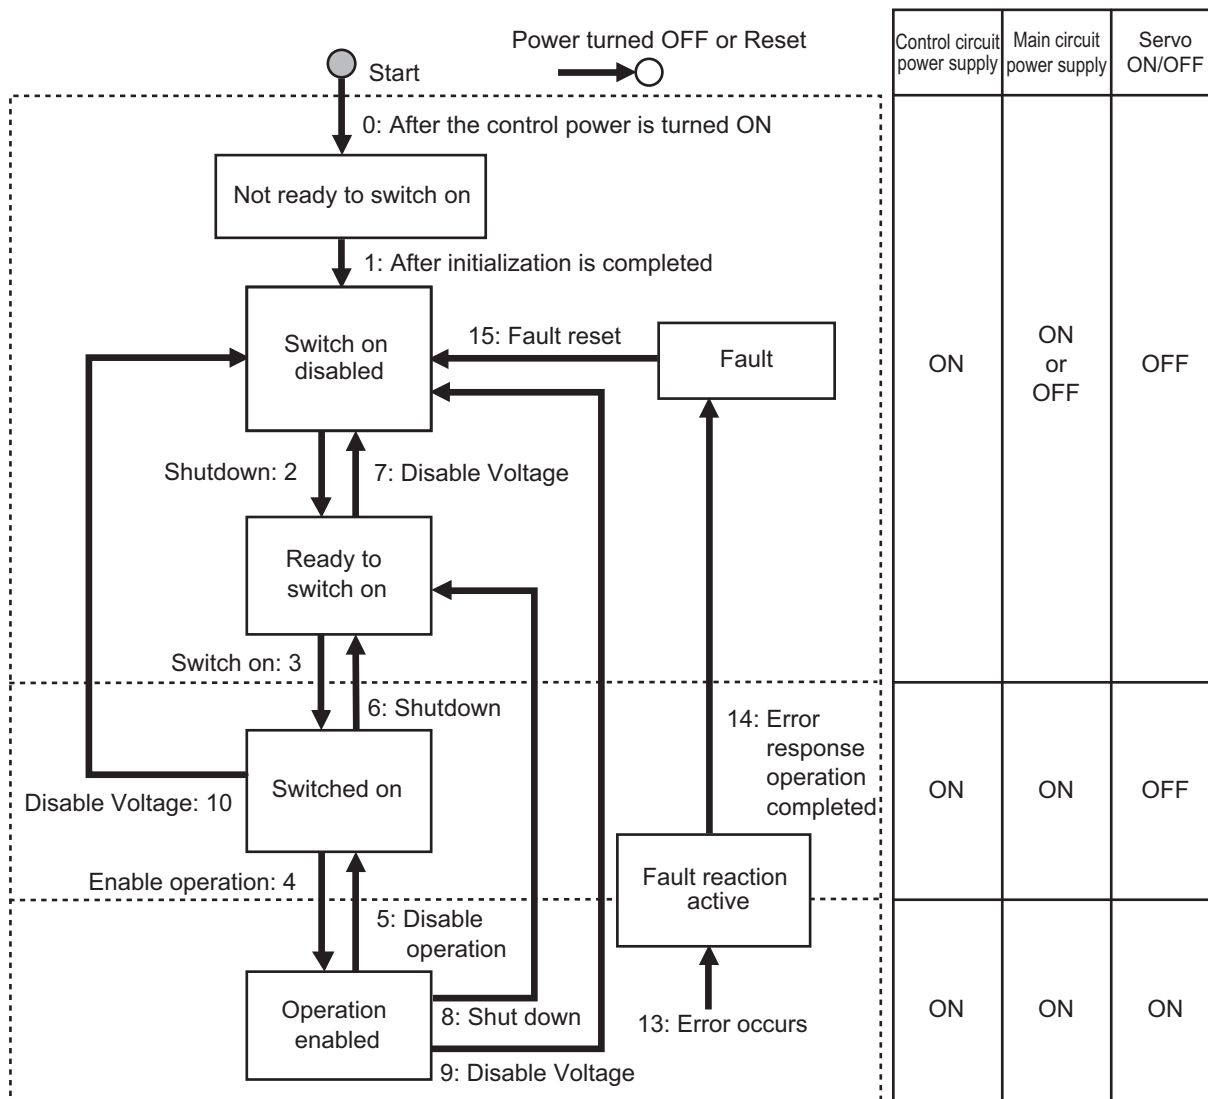 Power turned OFF or Reset
Start
0: After the control power is turned ON
Not ready to switch on
1: After initialization is completed
Switch on
disabled
15: Fault reset
Fault
Shutdown: 2
7: Disable Voltage
Ready to
switch on
Switch on: 3
6: Shutdown
14: Error
response
operation
completed
Switched on
Disable Voltage: 10
Enable operation: 4
Fault reaction
active
5: Disable
operation
Operation
enabled
8: Shut down
13: Error occurs
9: Disable Voltage
Control circuit
power supply
Main circuit
power supply
Servo
ON/OFF
ON
ON
or
OFF
OFF
ON
ON
OFF
ON
ON
ON